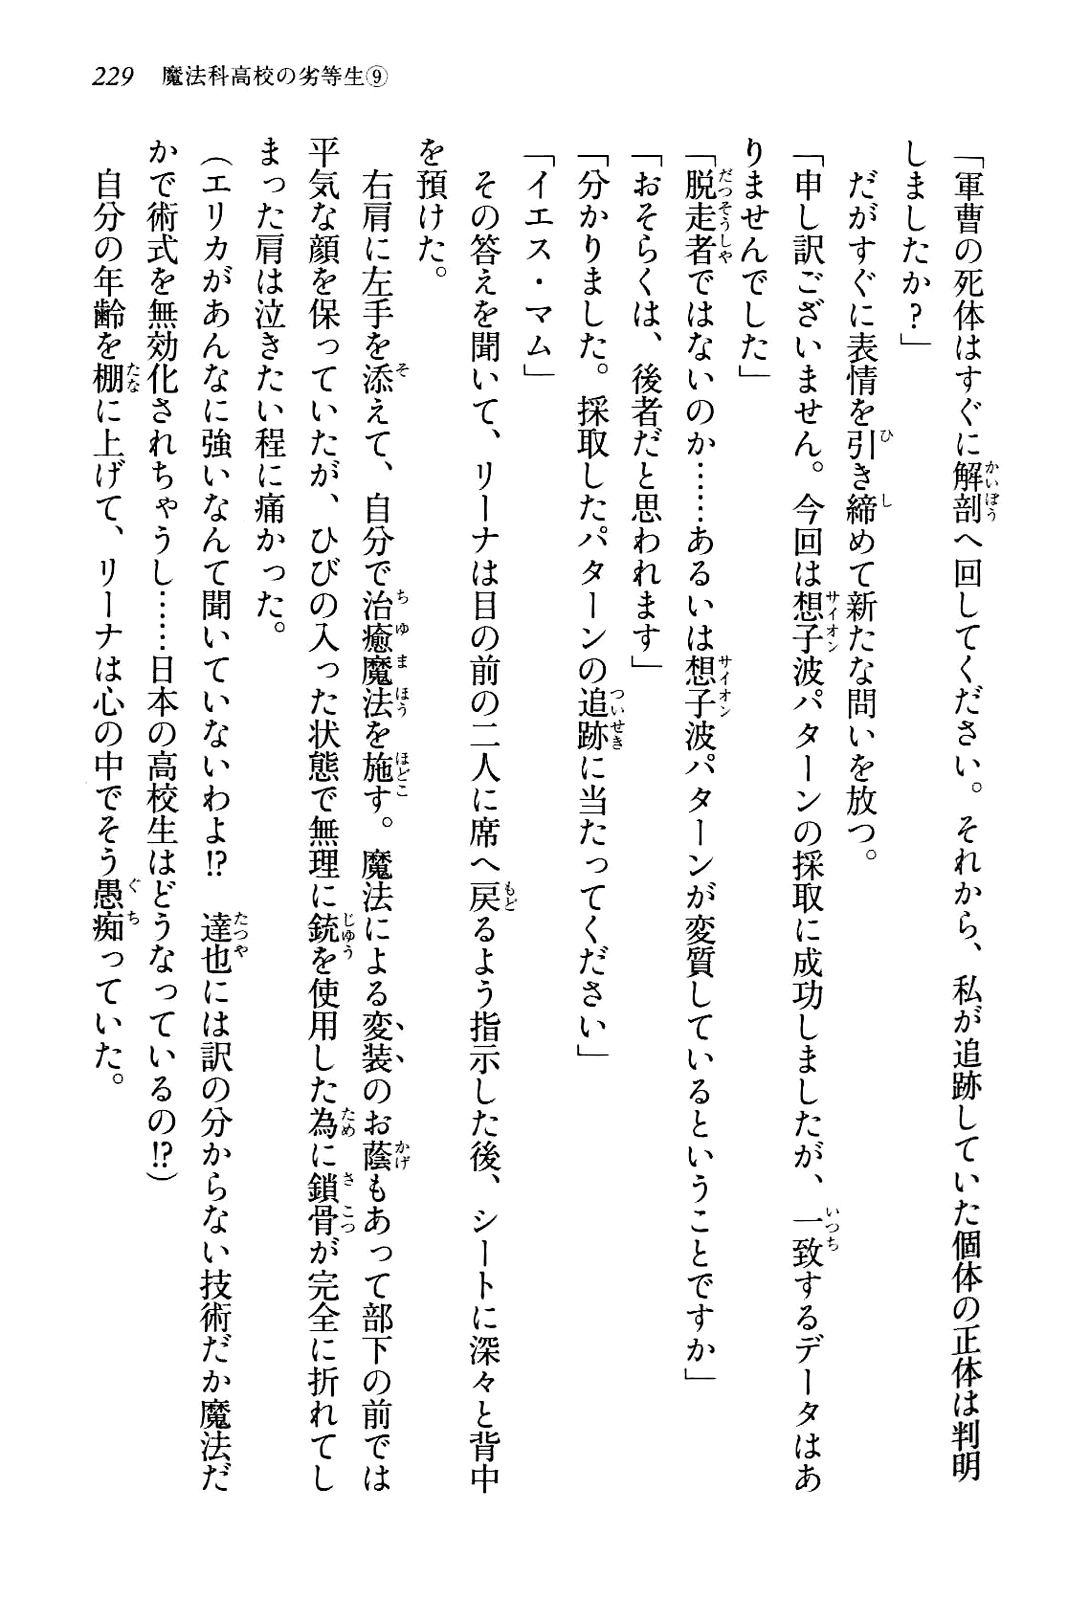 229 魔法科高校の劣等生⑨
「軍曹の死体はすぐに解剖へ回してください。それから、私が追跡していた個体の正体は判明
しましたか？」
だがすぐに表情を引き締めて新たな問いを放つ。
「申し訳ございません。今回は想子波パターンの採取に成功しましたが、一致するデータはあ
りませんでした」
「脱走者ではないのか……あるいは想子波パターンが変質しているということですか」
「おそらくは、後者だと思われます」
「分かりました。採取したパターンの追跡に当たってください」
「イエス・マム」
その答えを聞いて、リーナは目の前の二人に席へ戻るよう指示した後、シートに深々と背中
を預けた。
右肩に左手を添えて、自分で治癒魔法を施す。魔法による変装のお蔭もあって部下の前では
平気な顔を保っていたが、ひびの入った状態で無理に銃を使用した為に鎖骨が完全に折れてし
まった肩は泣きたい程に痛かった。
（エリカがあんなに強いなんて聞いていないわよ!?　達也には訳の分からない技術だか魔法だ
かで術式を無効化されちゃうし……日本の高校生はどうなっているの!?）
自分の年齢を棚に上げて、リーナは心の中でそう愚痴っていた。